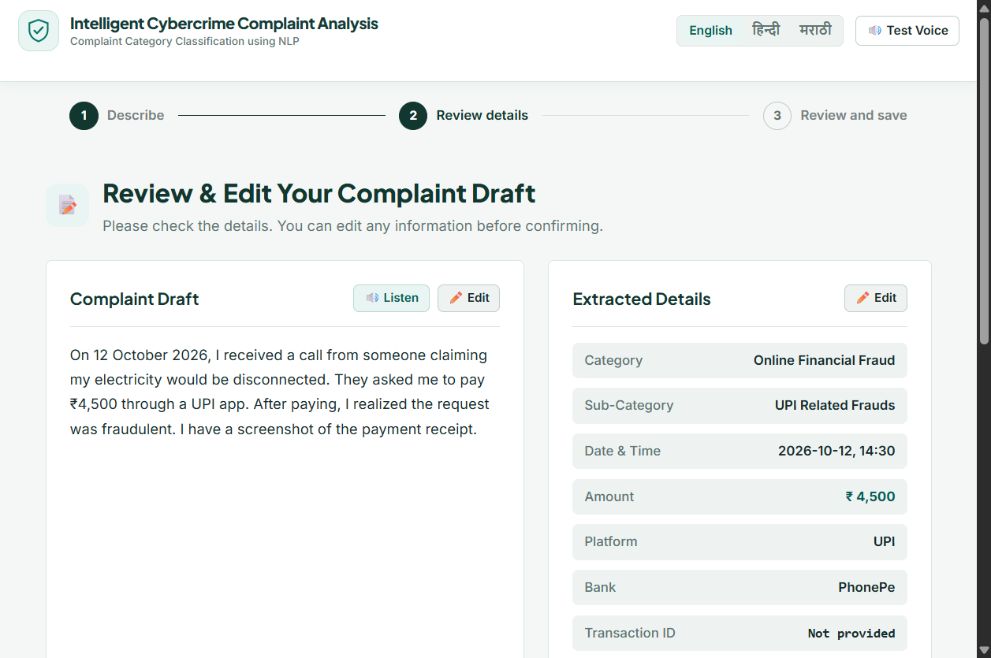 Intelligent Cybercrime Complaint Analysis
Complaint Category Classification using NLP
English हिन्दी मराठी Test Voice
1 Describe 2 Review details 3 Review and save
Review & Edit Your Complaint Draft
Please check the details. You can edit any information before confirming.
Complaint Draft Listen Edit
On 12 October 2026, I received a call from someone claiming
my electricity would be disconnected. They asked me to pay
₹4,500 through a UPI app. After paying, I realized the request
was fraudulent. I have a screenshot of the payment receipt.
Extracted Details Edit
Category Online Financial Fraud
Sub-Category UPI Related Frauds
Date & Time 2026-10-12, 14:30
Amount ₹ 4,500
Platform UPI
Bank PhonePe
Transaction ID Not provided